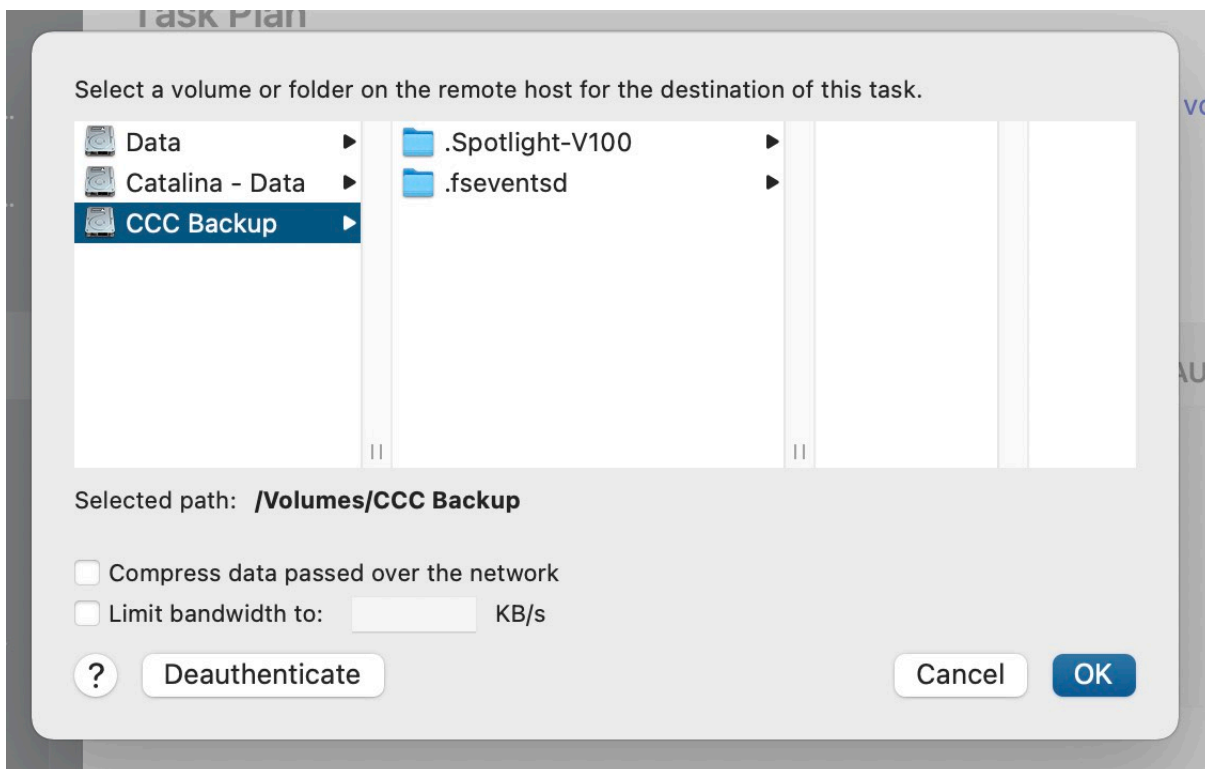 Task Plan
Select a volume or folder on the remote host for the destination of this task.
Data
Catalina - Data
CCC Backup
.Spotlight-V100
.fseventsd
Selected path: /Volumes/CCC Backup
Compress data passed over the network
Limit bandwidth to: KB/s
? Deauthenticate Cancel OK